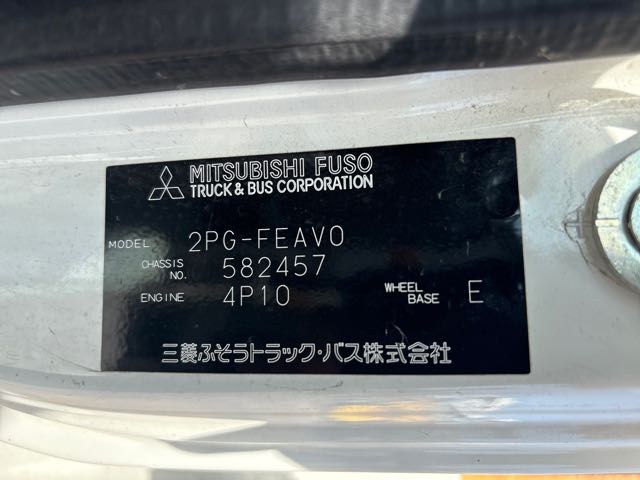 MITSUBISHI FUSO
TRUCK & BUS CORPORATION
MODEL 2PG-FEAV0
CHASSIS NO. 582457
ENGINE 4P10 WHEEL BASE E
三菱ふそうトラック・バス株式会社